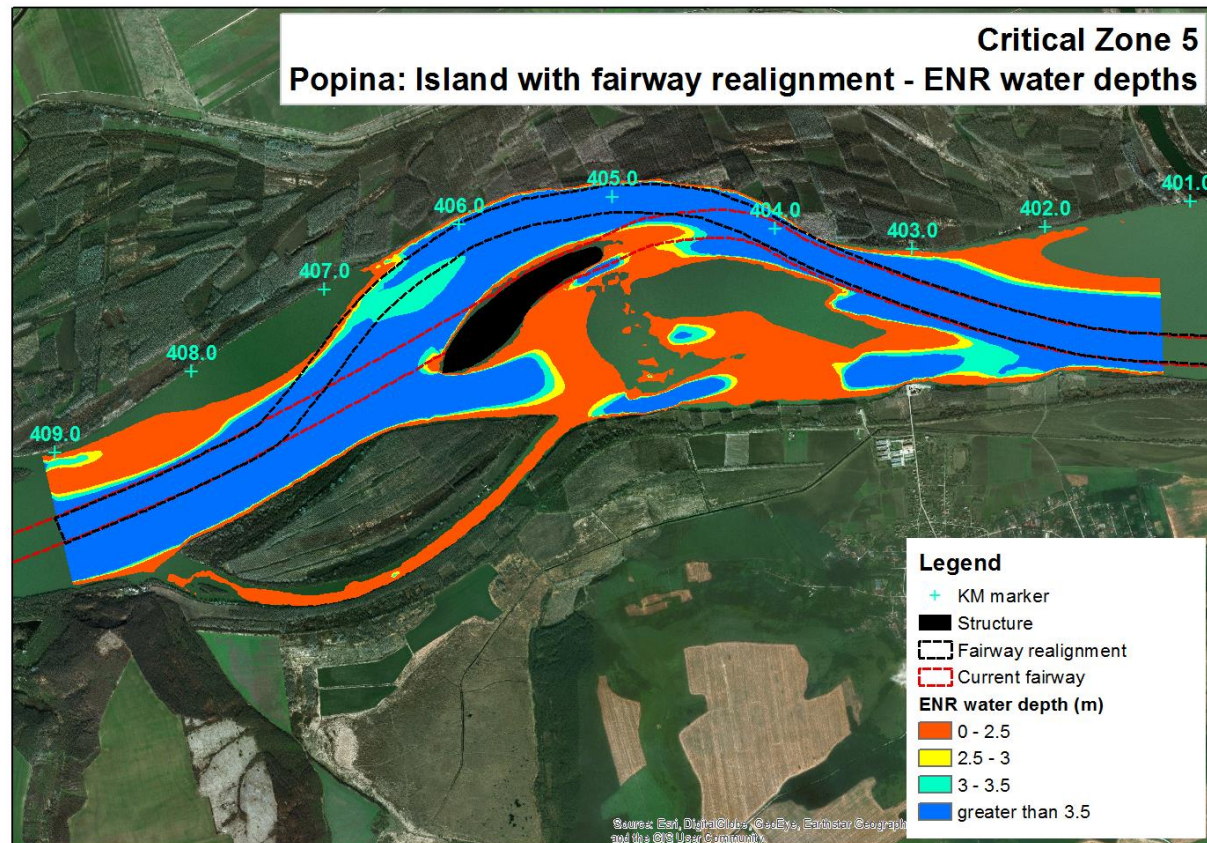 Critical Zone 5
Popina: Island with fairway realignment - ENR water depths
405.0
401.0
406.0
404.0
402.0
403.0
407.0
408.0
409.0
Legend
KM marker
Structure
Fairway realignment
Current fairway
ENR water depth (m)
0 - 2.5
2.5 - 3
3 - 3.5
greater than 3.5
Source: Esri, DigitalGlobe, GeoEye, Earthstar Geograph
and the GIS User Community